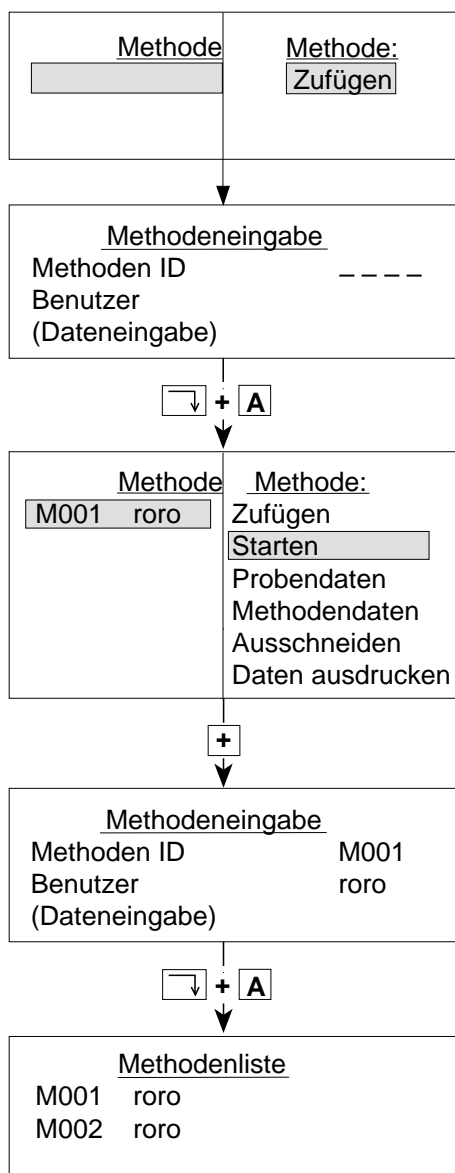 Methode
Methode:
Zufügen
Methodeneingabe
Methoden ID _ _ _ _
Benutzer
(Dateneingabe)
+ A
Methode
M001 roro
Methode:
Zufügen
Starten
Probendaten
Methodendaten
Ausschneiden
Daten ausdrucken
+
Methodeneingabe
Methoden ID M001
Benutzer roro
(Dateneingabe)
+ A
Methodenliste
M001 roro
M002 roro